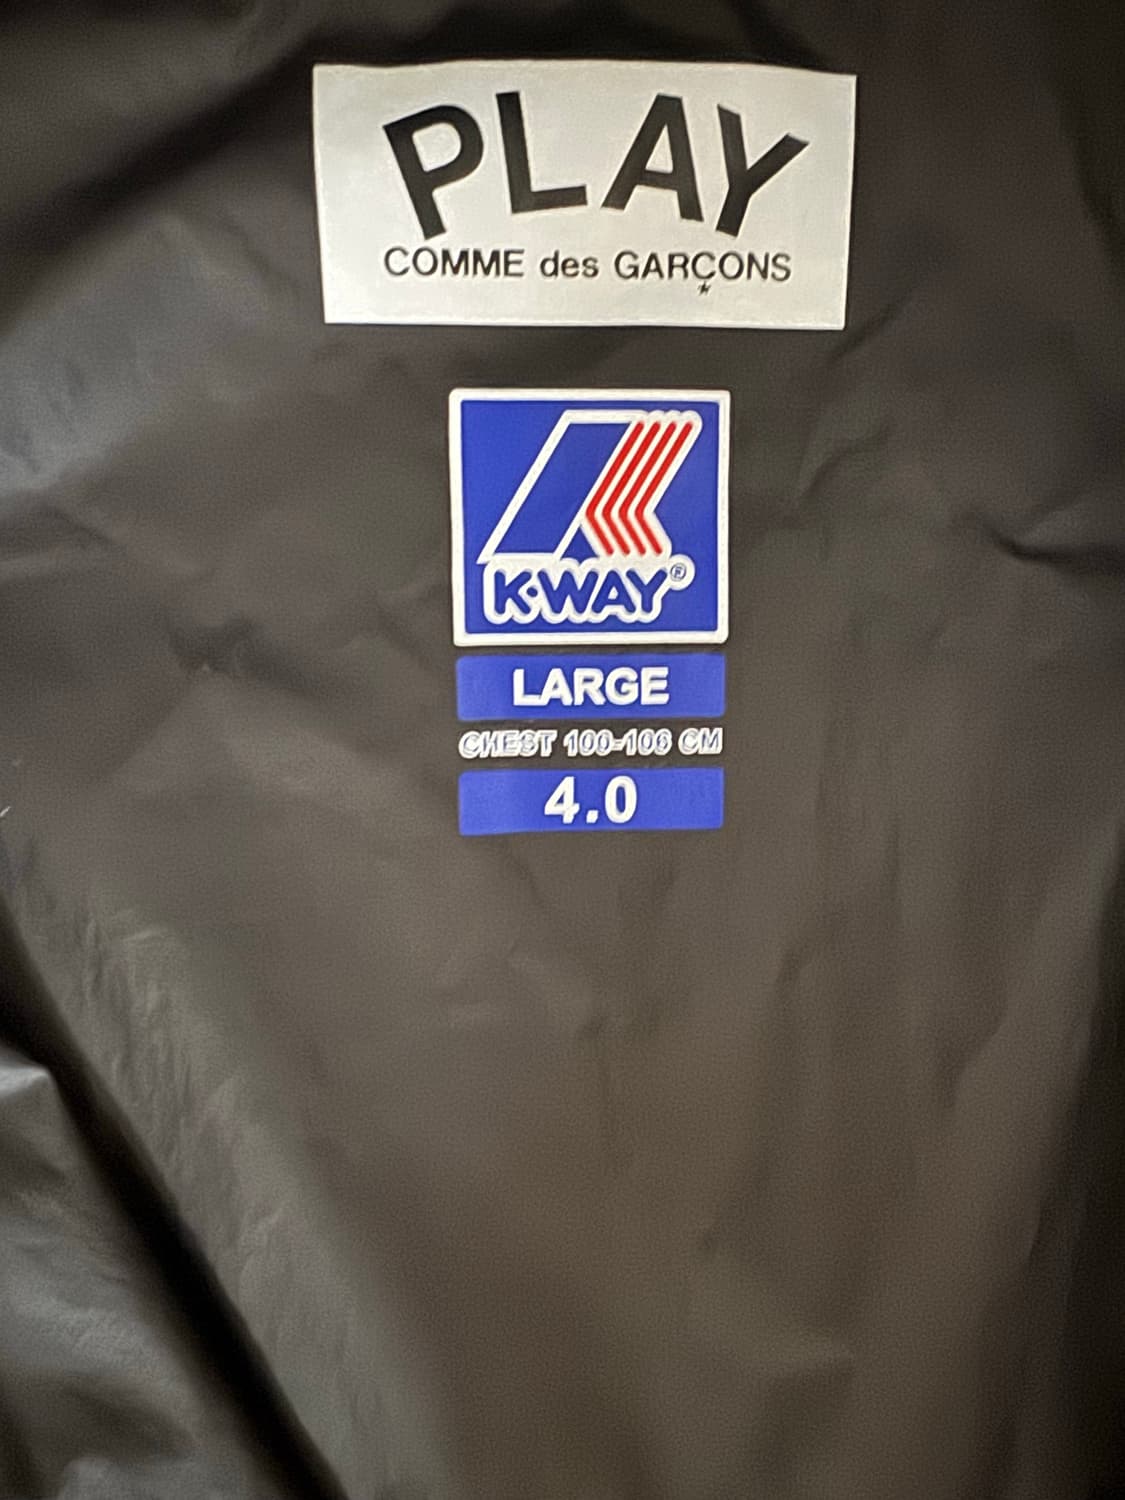 PLAY
COMME des GARÇONS
K·WAY®
LARGE
CHEST 100-106 CM
4.0